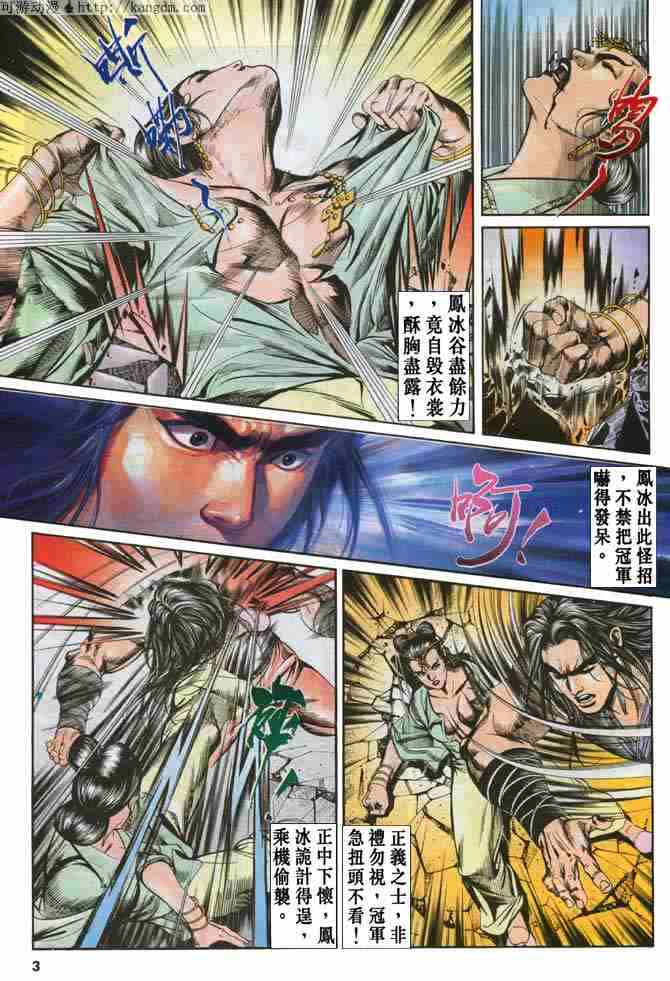 可游动漫♠http://kangdm.com/
嘶
嘞
鳳冰谷盡餘力
，竟自毀衣裳
，酥胸盡露！
鳳冰出此怪招
，不禁把冠軍
嚇得發呆。
啊！
正中下懷，鳳
冰詭計得逞，
乘機偷襲。
正義之士，非
禮勿視，冠軍
急扭頭不看！
3